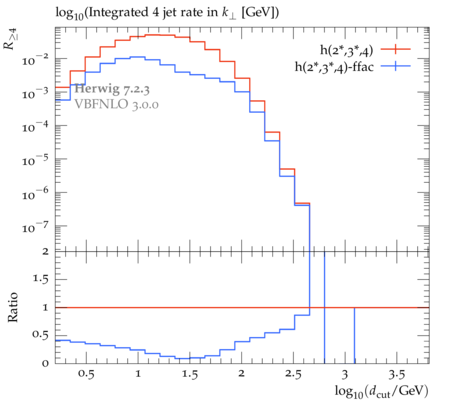 log₁₀(Integrated 4 jet rate in k⊥ [GeV])
R≥4
h(2*,3*,4)
h(2*,3*,4)-ffac
Herwig 7.2.3
VBFNLO 3.0.0
10⁻²
10⁻³
10⁻⁴
10⁻⁵
10⁻⁶
10⁻⁷
Ratio
2
1.5
1
0.5
0
0.5 1 1.5 2 2.5 3 3.5
log₁₀(d_cut/GeV)